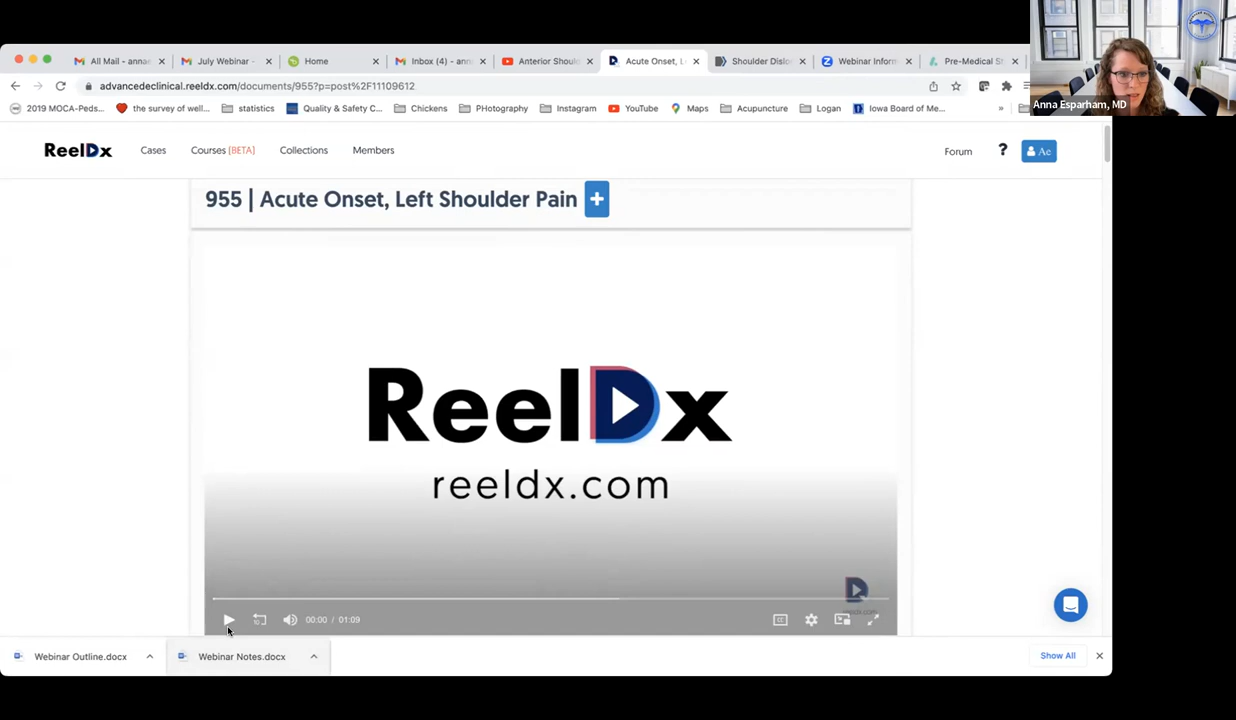 All Mail - annae
July Webinar -
Home
Inbox (4) - ann
Anterior Shoul
Acute Onset, L
Shoulder Disl
Webinar Inform
Pre-Medical St
advancedeclinical.reeldx.com/documents/955?p=post%2F11109612
2019 MOCA-Peds...
the survey of well...
statistics
Quality & Safety C...
Chickens
PHotography
Instagram
YouTube
Maps
Acupuncture
Logan
Iowa Board of Me...
»
Anna Esparham, MD
ReelDx
Cases
Courses [BETA]
Collections
Members
Forum
?
Ae
955 | Acute Onset, Left Shoulder Pain +
ReelDx
reeldx.com
00:00 / 01:09
Webinar Outline.docx
Webinar Notes.docx
Show All